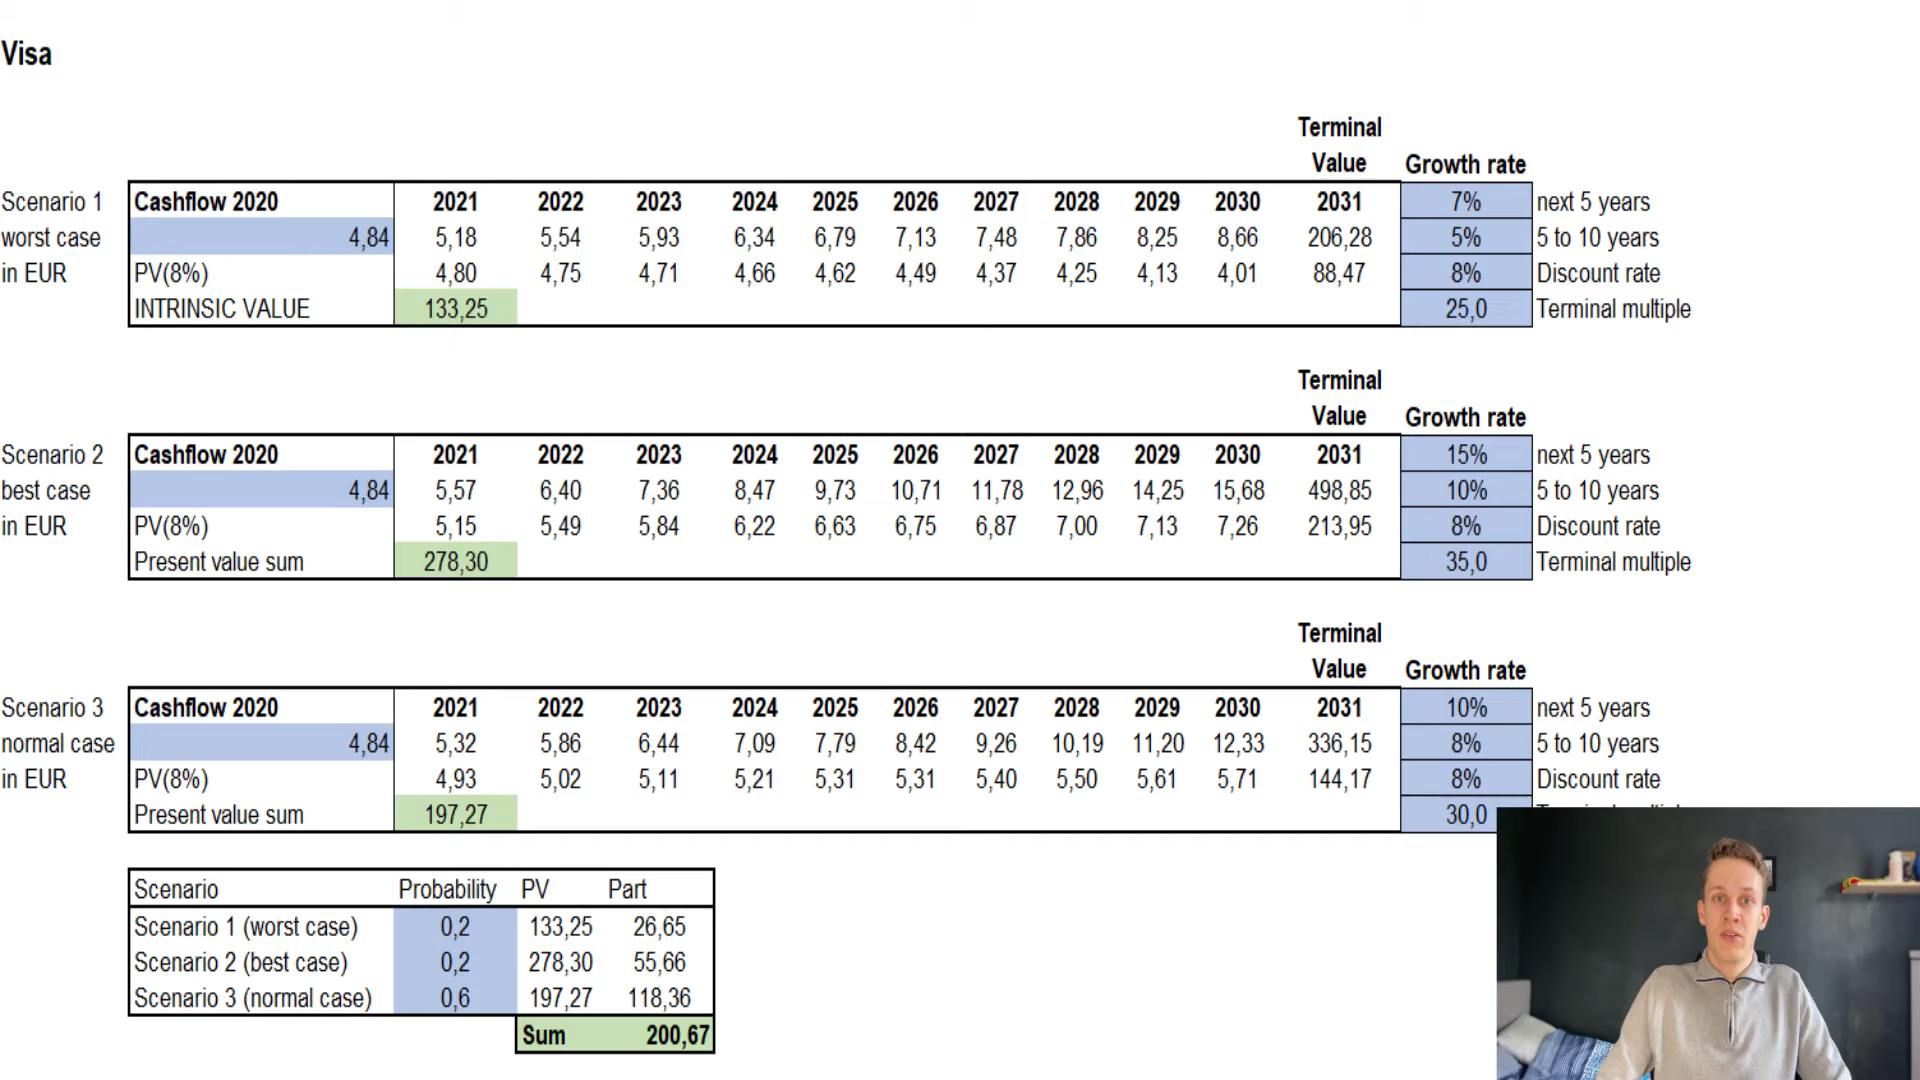 Visa
Terminal
Value Growth rate
Scenario 1 Cashflow 2020 2021 2022 2023 2024 2025 2026 2027 2028 2029 2030 2031 7% next 5 years
worst case 4,84 5,18 5,54 5,93 6,34 6,79 7,13 7,48 7,86 8,25 8,66 206,28 5% 5 to 10 years
in EUR PV(8%) 4,80 4,75 4,71 4,66 4,62 4,49 4,37 4,25 4,13 4,01 88,47 8% Discount rate
INTRINSIC VALUE 133,25 25,0 Terminal multiple
Terminal
Value Growth rate
Scenario 2 Cashflow 2020 2021 2022 2023 2024 2025 2026 2027 2028 2029 2030 2031 15% next 5 years
best case 4,84 5,57 6,40 7,36 8,47 9,73 10,71 11,78 12,96 14,25 15,68 498,85 10% 5 to 10 years
in EUR PV(8%) 5,15 5,49 5,84 6,22 6,63 6,75 6,87 7,00 7,13 7,26 213,95 8% Discount rate
Present value sum 278,30 35,0 Terminal multiple
Terminal
Value Growth rate
Scenario 3 Cashflow 2020 2021 2022 2023 2024 2025 2026 2027 2028 2029 2030 2031 10% next 5 years
normal case 4,84 5,32 5,86 6,44 7,09 7,79 8,42 9,26 10,19 11,20 12,33 336,15 8% 5 to 10 years
in EUR PV(8%) 4,93 5,02 5,11 5,21 5,31 5,31 5,40 5,50 5,61 5,71 144,17 8% Discount rate
Present value sum 197,27 30,0
Scenario Probability PV Part
Scenario 1 (worst case) 0,2 133,25 26,65
Scenario 2 (best case) 0,2 278,30 55,66
Scenario 3 (normal case) 0,6 197,27 118,36
Sum 200,67